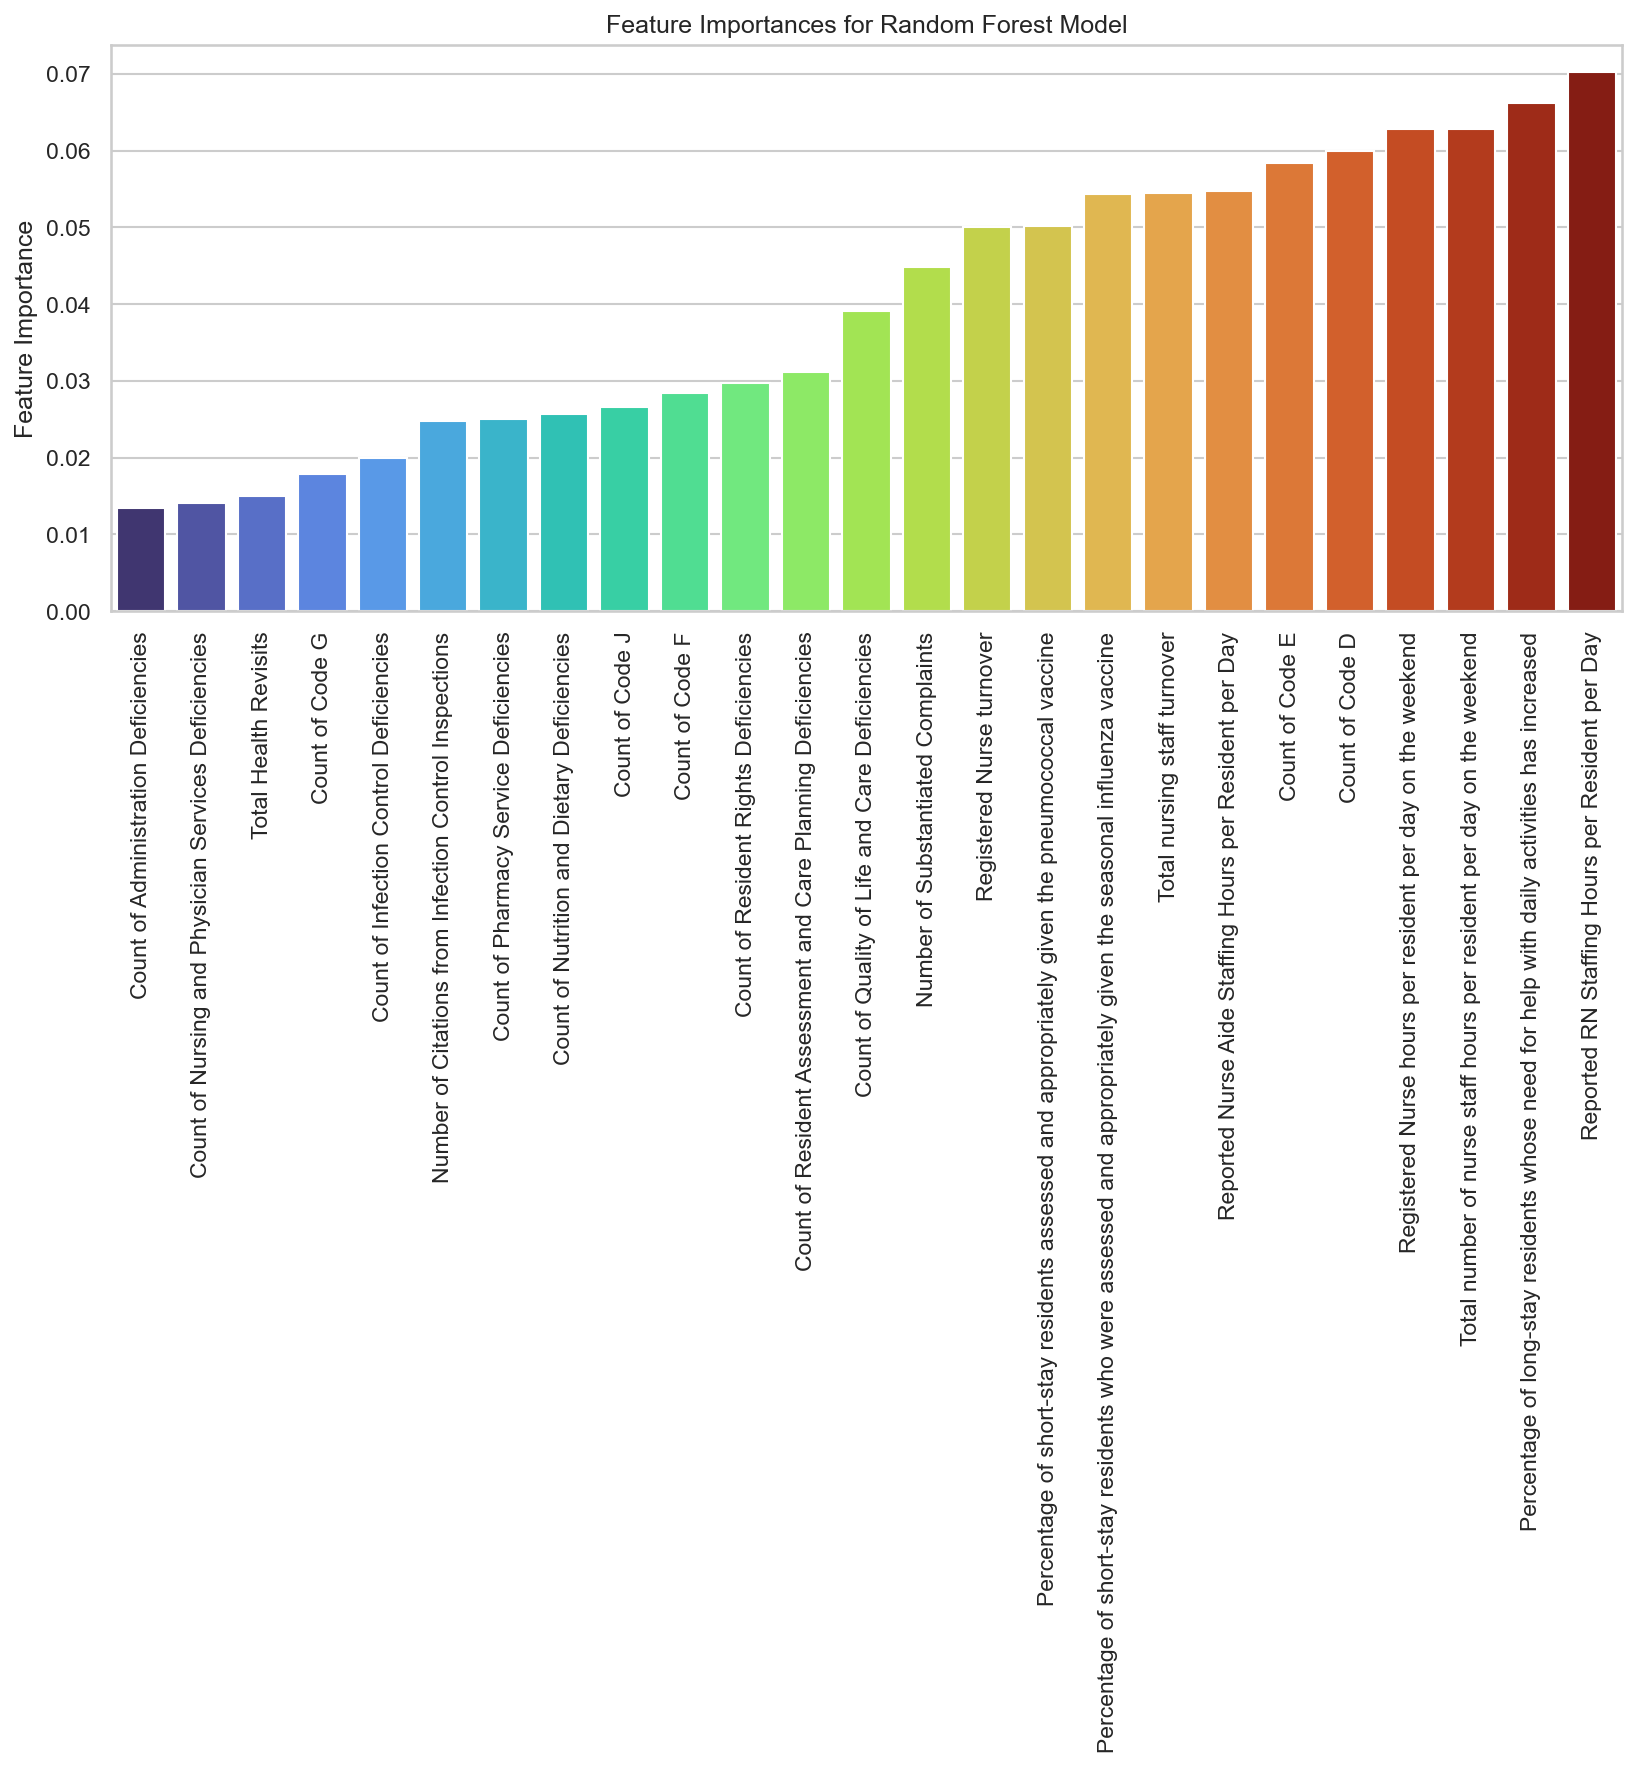 Feature Importances for Random Forest Model
Feature Importance
0.07
0.06
0.05
0.04
0.03
0.02
0.01
0.00
Count of Administration Deficiencies
Count of Nursing and Physician Services Deficiencies
Total Health Revisits
Count of Code G
Count of Infection Control Deficiencies
Number of Citations from Infection Control Inspections
Count of Pharmacy Service Deficiencies
Count of Nutrition and Dietary Deficiencies
Count of Code J
Count of Code F
Count of Resident Rights Deficiencies
Count of Resident Assessment and Care Planning Deficiencies
Count of Quality of Life and Care Deficiencies
Number of Substantiated Complaints
Registered Nurse turnover
Percentage of short-stay residents assessed and appropriately given the pneumococcal vaccine
Percentage of short-stay residents who were assessed and appropriately given the seasonal influenza vaccine
Total nursing staff turnover
Reported Nurse Aide Staffing Hours per Resident per Day
Count of Code E
Count of Code D
Registered Nurse hours per resident per day on the weekend
Total number of nurse staff hours per resident per day on the weekend
Percentage of long-stay residents whose need for help with daily activities has increased
Reported RN Staffing Hours per Resident per Day